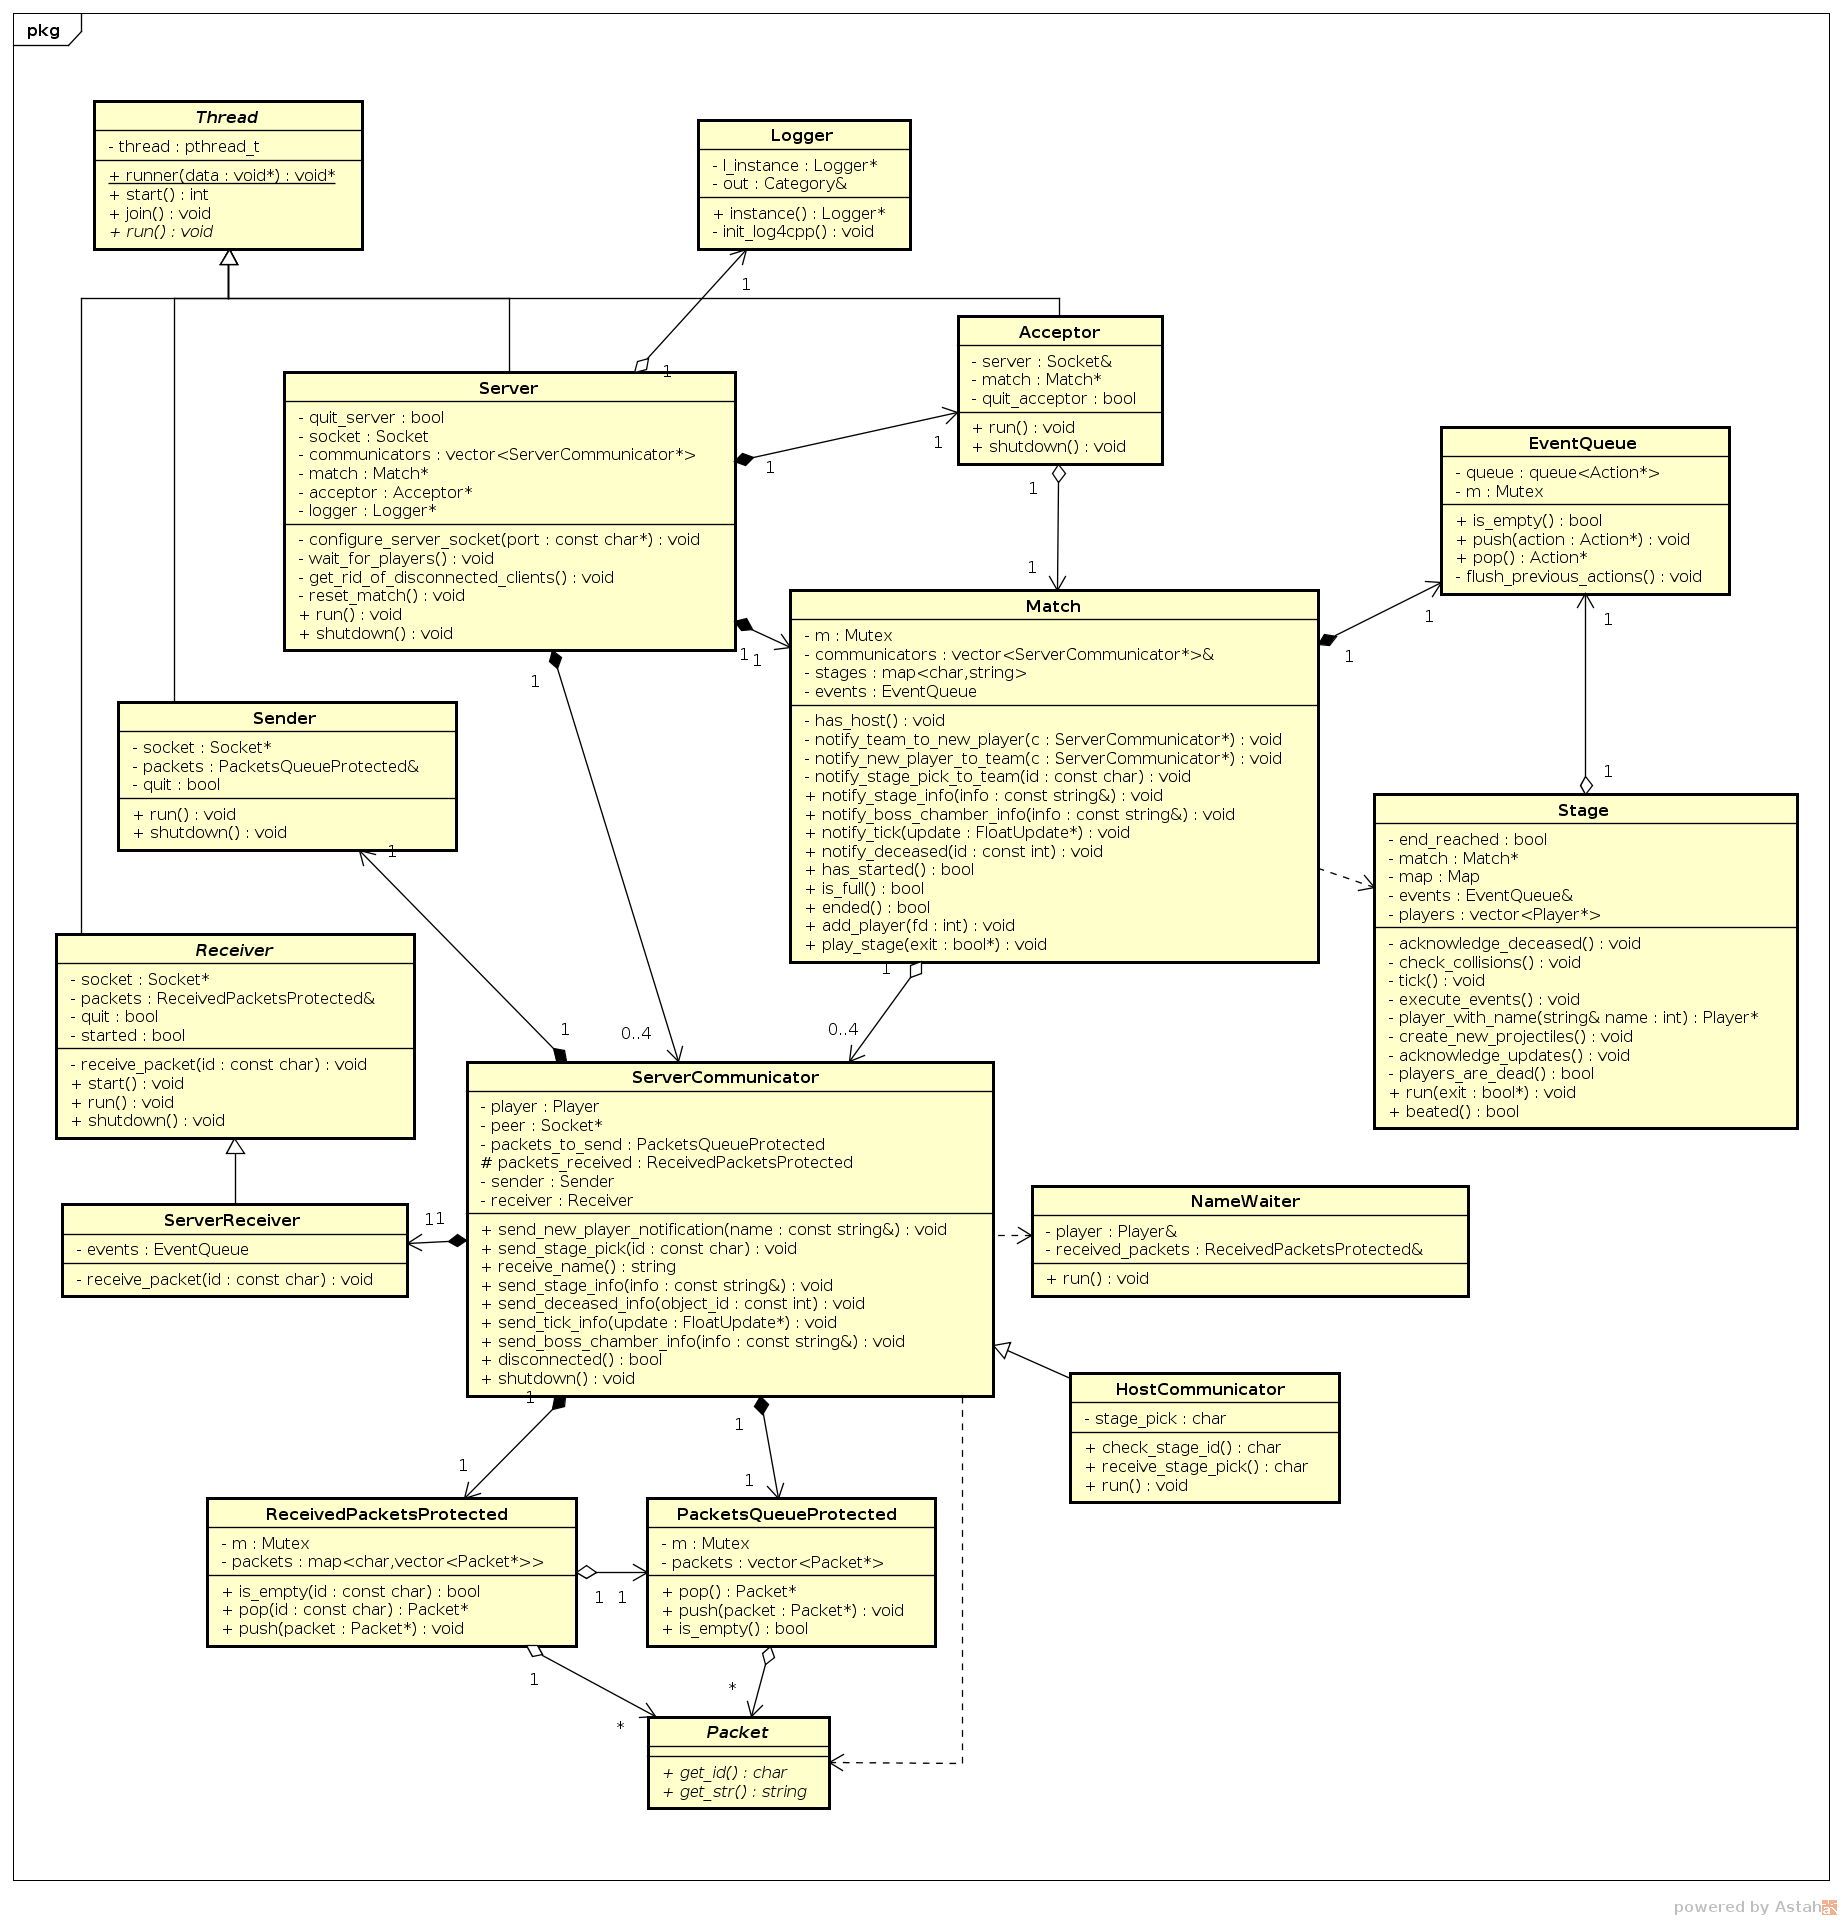 pkg
Thread
- thread : pthread_t
+ runner(data : void*) : void*
+ start() : int
+ join() : void
+ run() : void
Logger
- l_instance : Logger*
- out : Category&
+ instance() : Logger*
- init_log4cpp() : void
1
1
Acceptor
- server : Socket&
- match : Match*
- quit_acceptor : bool
+ run() : void
+ shutdown() : void
Server
- quit_server : bool
- socket : Socket
- communicators : vector<ServerCommunicator*>
- match : Match*
- acceptor : Acceptor*
- logger : Logger*
- configure_server_socket(port : const char*) : void
- wait_for_players() : void
- get_rid_of_disconnected_clients() : void
- reset_match() : void
+ run() : void
+ shutdown() : void
1
1
1
1
EventQueue
- queue : queue<Action*>
- m : Mutex
+ is_empty() : bool
+ push(action : Action*) : void
+ pop() : Action*
- flush_previous_actions() : void
Match
- m : Mutex
- communicators : vector<ServerCommunicator*>&
- stages : map<char,string>
- events : EventQueue
- has_host() : void
- notify_team_to_new_player(c : ServerCommunicator*) : void
- notify_new_player_to_team(c : ServerCommunicator*) : void
- notify_stage_pick_to_team(id : const char) : void
+ notify_stage_info(info : const string&) : void
+ notify_boss_chamber_info(info : const string&) : void
+ notify_tick(update : FloatUpdate*) : void
+ notify_deceased(id : const int) : void
+ has_started() : bool
+ is_full() : bool
+ ended() : bool
+ add_player(fd : int) : void
+ play_stage(exit : bool*) : void
1
1
1
1
1
1
1
1
Sender
- socket : Socket*
- packets : PacketsQueueProtected&
- quit : bool
+ run() : void
+ shutdown() : void
1
Stage
- end_reached : bool
- match : Match*
- map : Map
- events : EventQueue&
- players : vector<Player*>
- acknowledge_deceased() : void
- check_collisions() : void
- tick() : void
- execute_events() : void
- player_with_name(string& name : int) : Player*
- create_new_projectiles() : void
- acknowledge_updates() : void
- players_are_dead() : bool
+ run(exit : bool*) : void
+ beated() : bool
Receiver
- socket : Socket*
- packets : ReceivedPacketsProtected&
- quit : bool
- started : bool
- receive_packet(id : const char) : void
+ start() : void
+ run() : void
+ shutdown() : void
1
1
0..4
0..4
ServerCommunicator
- player : Player
- peer : Socket*
- packets_to_send : PacketsQueueProtected
# packets_received : ReceivedPacketsProtected
- sender : Sender
- receiver : Receiver
+ send_new_player_notification(name : const string&) : void
+ send_stage_pick(id : const char) : void
+ receive_name() : string
+ send_stage_info(info : const string&) : void
+ send_deceased_info(object_id : const int) : void
+ send_tick_info(update : FloatUpdate*) : void
+ send_boss_chamber_info(info : const string&) : void
+ disconnected() : bool
+ shutdown() : void
ServerReceiver
- events : EventQueue
- receive_packet(id : const char) : void
1 1
NameWaiter
- player : Player&
- received_packets : ReceivedPacketsProtected&
+ run() : void
HostCommunicator
- stage_pick : char
+ check_stage_id() : char
+ receive_stage_pick() : char
+ run() : void
1
1
1
1
ReceivedPacketsProtected
- m : Mutex
- packets : map<char,vector<Packet*>>
+ is_empty(id : const char) : bool
+ pop(id : const char) : Packet*
+ push(packet : Packet*) : void
1 1
PacketsQueueProtected
- m : Mutex
- packets : vector<Packet*>
+ pop() : Packet*
+ push(packet : Packet*) : void
+ is_empty() : bool
1
*
*
Packet
+ get_id() : char
+ get_str() : string
powered by Astah